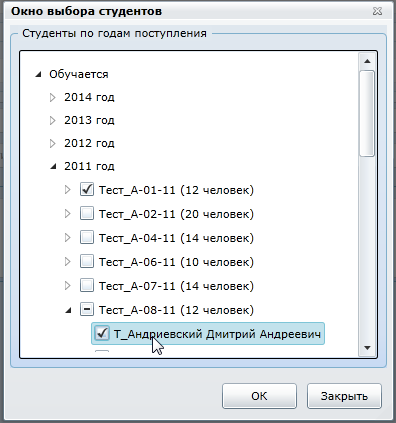 Окно выбора студентов
Студенты по годам поступления
Обучается
2014 год
2013 год
2012 год
2011 год
Тест_А-01-11 (12 человек)
Тест_А-02-11 (20 человек)
Тест_А-04-11 (14 человек)
Тест_А-06-11 (10 человек)
Тест_А-07-11 (14 человек)
Тест_А-08-11 (12 человек)
Т_Андриевский Дмитрий Андреевич
ОК
Закрыть